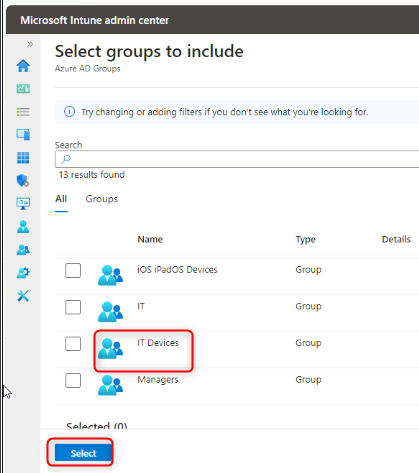 Microsoft Intune admin center
Select groups to include
Azure AD Groups
Try changing or adding filters if you don't see what you're looking for.
Search
13 results found
All Groups
Name Type Details
iOS iPadOS Devices Group
IT Group
IT Devices Group
Managers Group
Selected (0)
Select